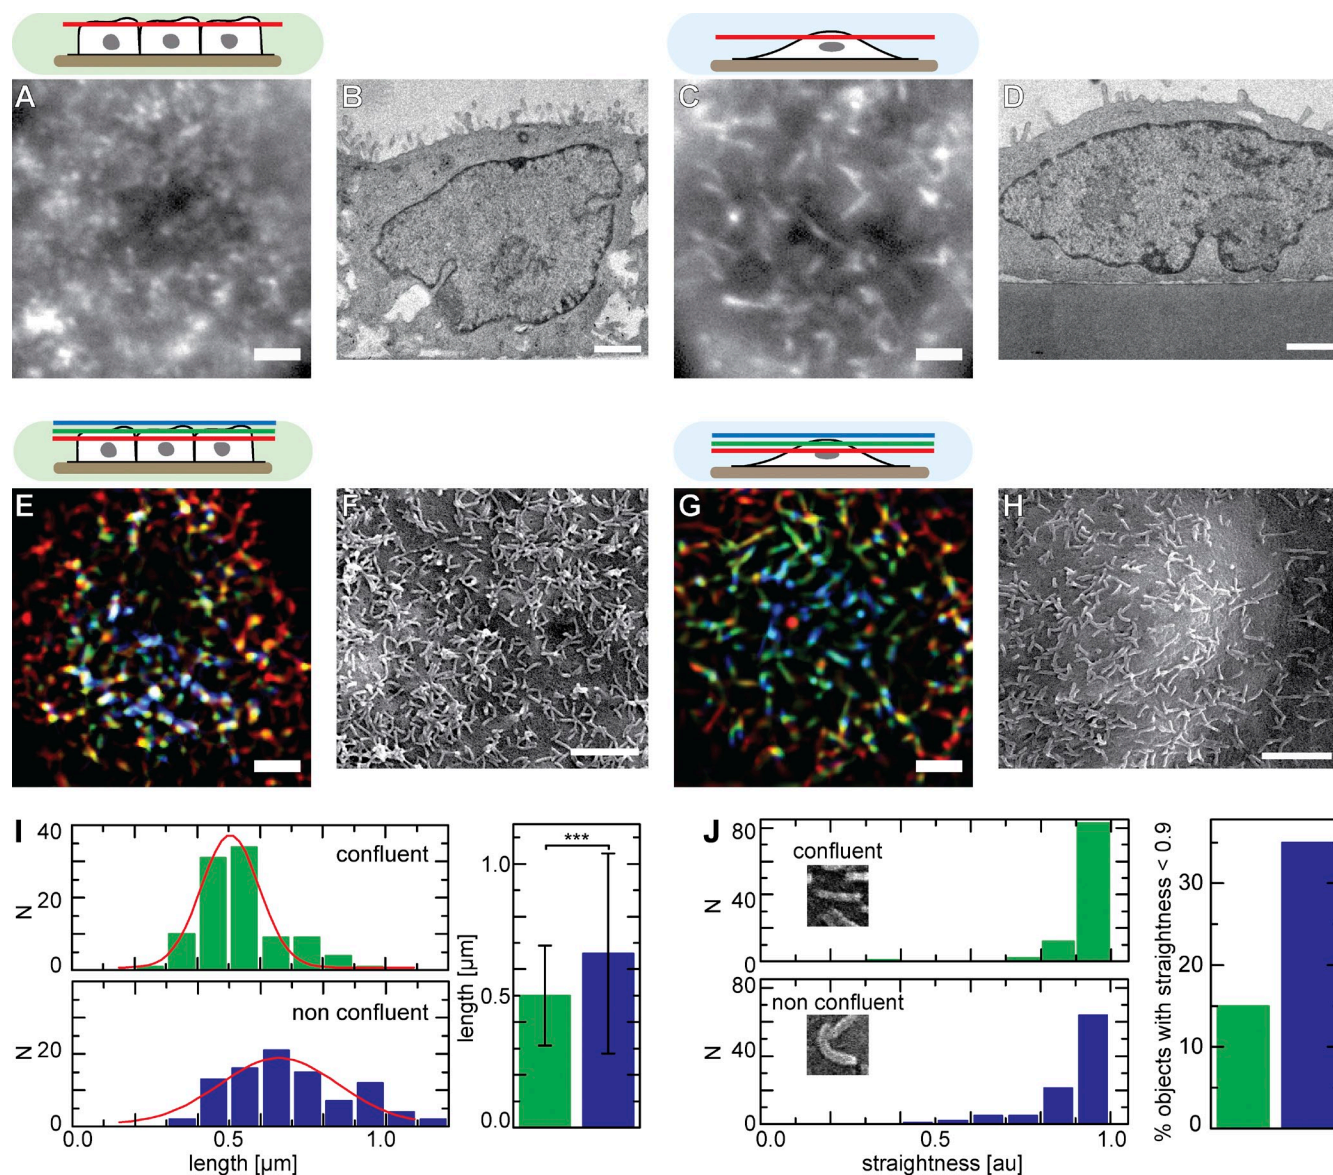 A
B
C
D
E
F
G
H
I
confluent
40
20
0
N
non confluent
20
0
N
0.0
0.5
1.0
length [µm]
***
1.0
0.5
0.0
length [µm]
J
confluent
80
40
0
N
non confluent
80
40
0
N
0.0
0.5
1.0
straightness [au]
% objects with straightness < 0.9
30
20
10
0